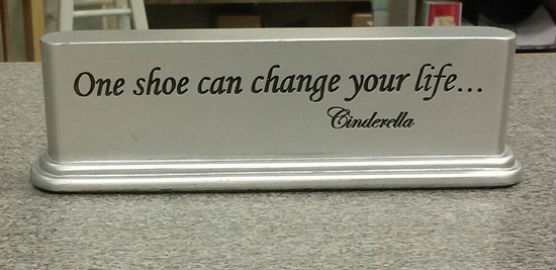 One shoe can change your life...
Cinderella